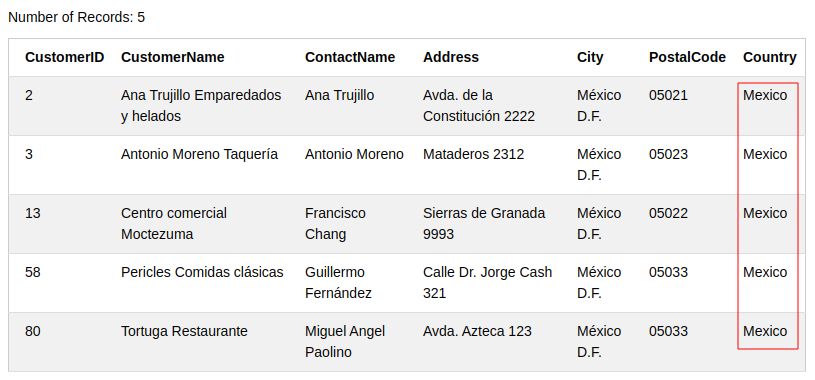 Number of Records: 5
CustomerID CustomerName ContactName Address City PostalCode Country
2 Ana Trujillo Emparedados Ana Trujillo Avda. de la México 05021 Mexico
y helados Constitución 2222 D.F.
3 Antonio Moreno Taquería Antonio Moreno Mataderos 2312 México 05023 Mexico
D.F.
13 Centro comercial Francisco Sierras de Granada México 05022 Mexico
Moctezuma Chang 9993 D.F.
58 Pericles Comidas clásicas Guillermo Calle Dr. Jorge Cash México 05033 Mexico
Fernández 321 D.F.
80 Tortuga Restaurante Miguel Angel Avda. Azteca 123 México 05033 Mexico
Paolino D.F.